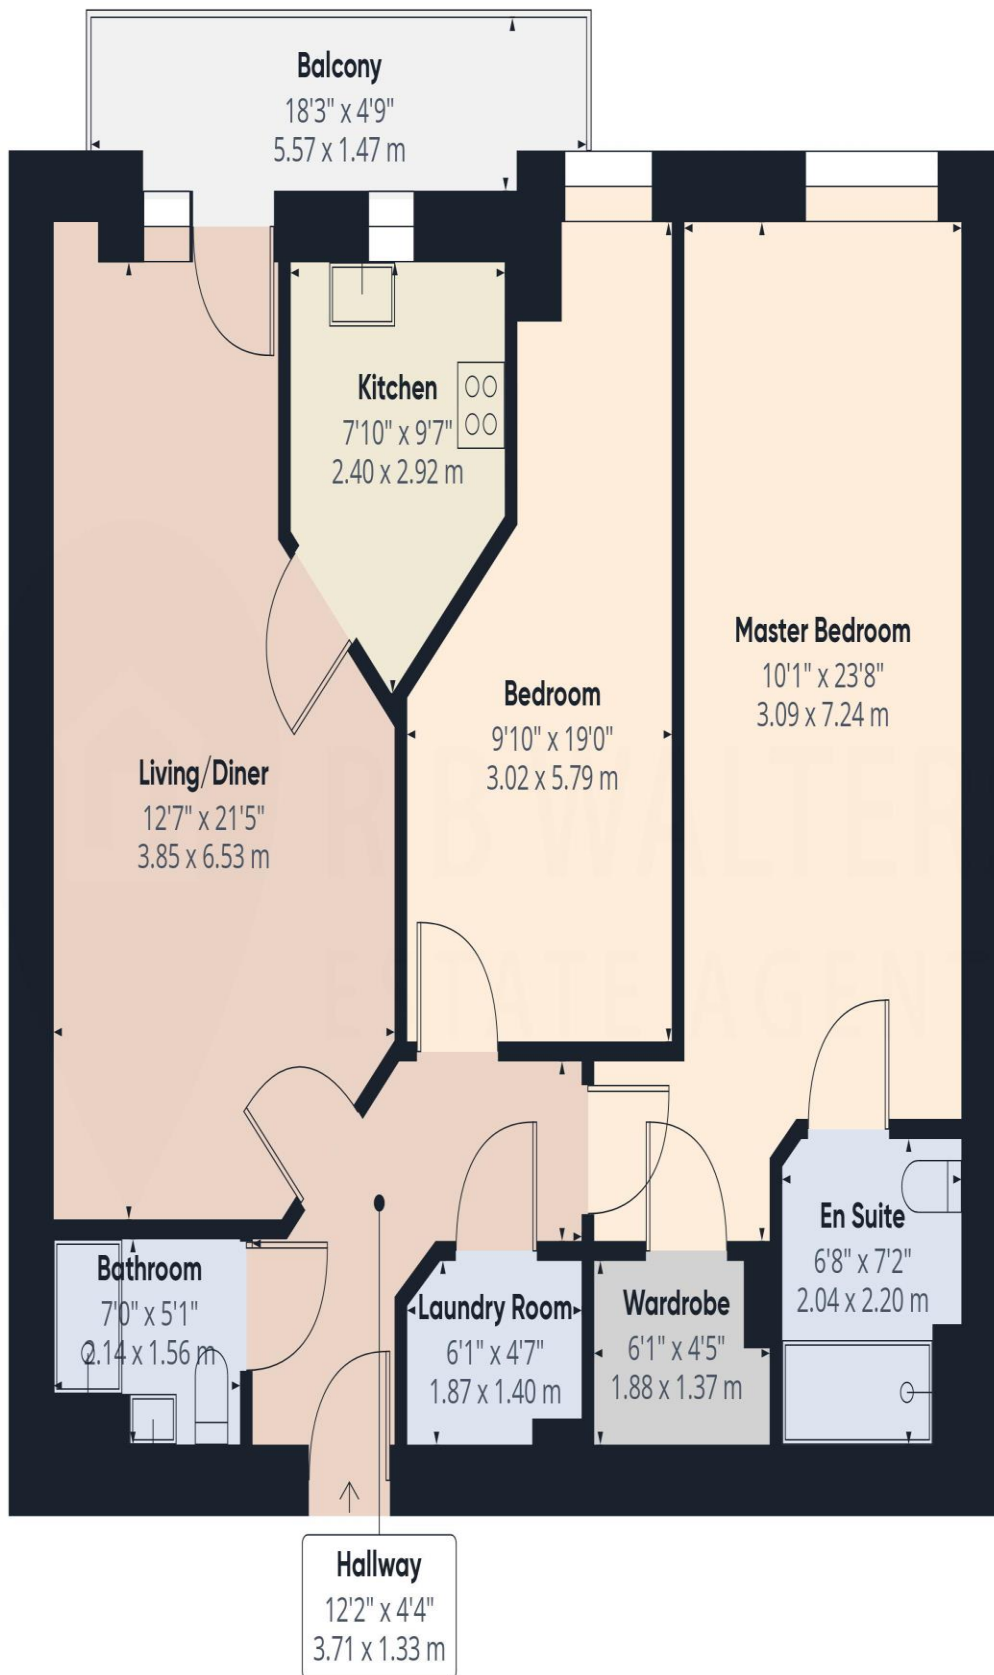 Balcony
18'3" x 4'9"
5.57 x 1.47 m
Kitchen
7'10" x 9'7"
2.40 x 2.92 m
Master Bedroom
10'1" x 23'8"
3.09 x 7.24 m
Bedroom
9'10" x 19'0"
3.02 x 5.79 m
Living/Diner
12'7" x 21'5"
3.85 x 6.53 m
En Suite
6'8" x 7'2"
2.04 x 2.20 m
Bathroom
7'0" x 5'1"
2.14 x 1.56 m
Laundry Room
6'1" x 4'7"
1.87 x 1.40 m
Wardrobe
6'1" x 4'5"
1.88 x 1.37 m
Hallway
12'2" x 4'4"
3.71 x 1.33 m
ESTATE AGENT